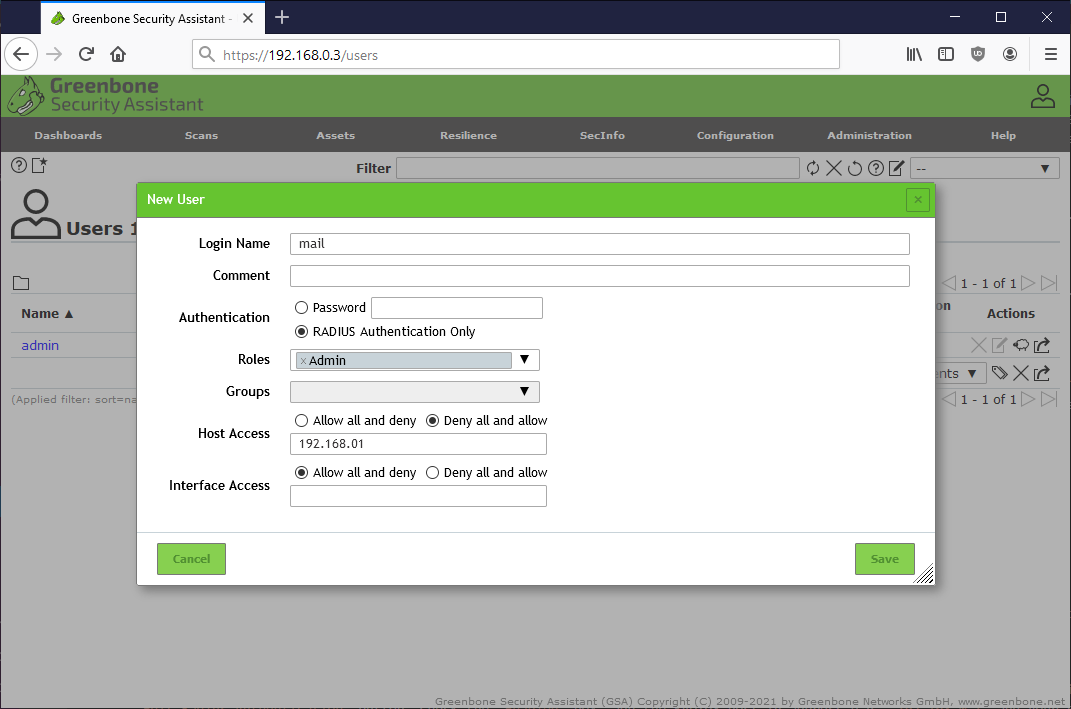 Greenbone Security Assistant -
https://192.168.0.3/users
Greenbone
Security Assistant
Dashboards Scans Assets Resilience SecInfo Configuration Administration Help
Filter --
Users 1
New User
Login Name mail
Comment
Authentication Password
RADIUS Authentication Only
Roles × Admin
Groups
Host Access Allow all and deny Deny all and allow
192.168.01
Interface Access Allow all and deny Deny all and allow
Cancel Save
1 - 1 of 1
Name ▲ on Actions
admin
nts ▼
(Applied filter: sort=na
1 - 1 of 1
Greenbone Security Assistant (GSA) Copyright (C) 2009-2021 by Greenbone Networks GmbH, www.greenbone.net